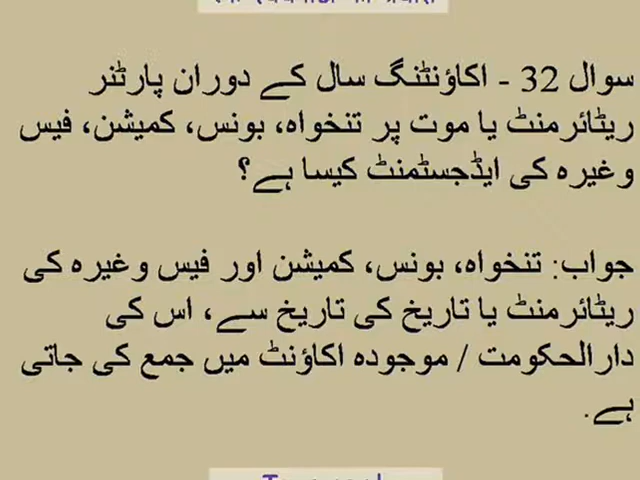 سوال 32 - اکاؤنٹنگ سال کے دوران پارٹنر
ریٹائرمنٹ یا موت پر تنخواہ، بونس، کمیشن، فیس
وغیرہ کی ایڈجسٹمنٹ کیسا ہے؟
جواب: تنخواہ، بونس، کمیشن اور فیس وغیرہ کی
ریٹائرمنٹ یا تاریخ کی تاریخ سے، اس کی
دارالحکومت / موجودہ اکاؤنٹ میں جمع کی جاتی
ہے.